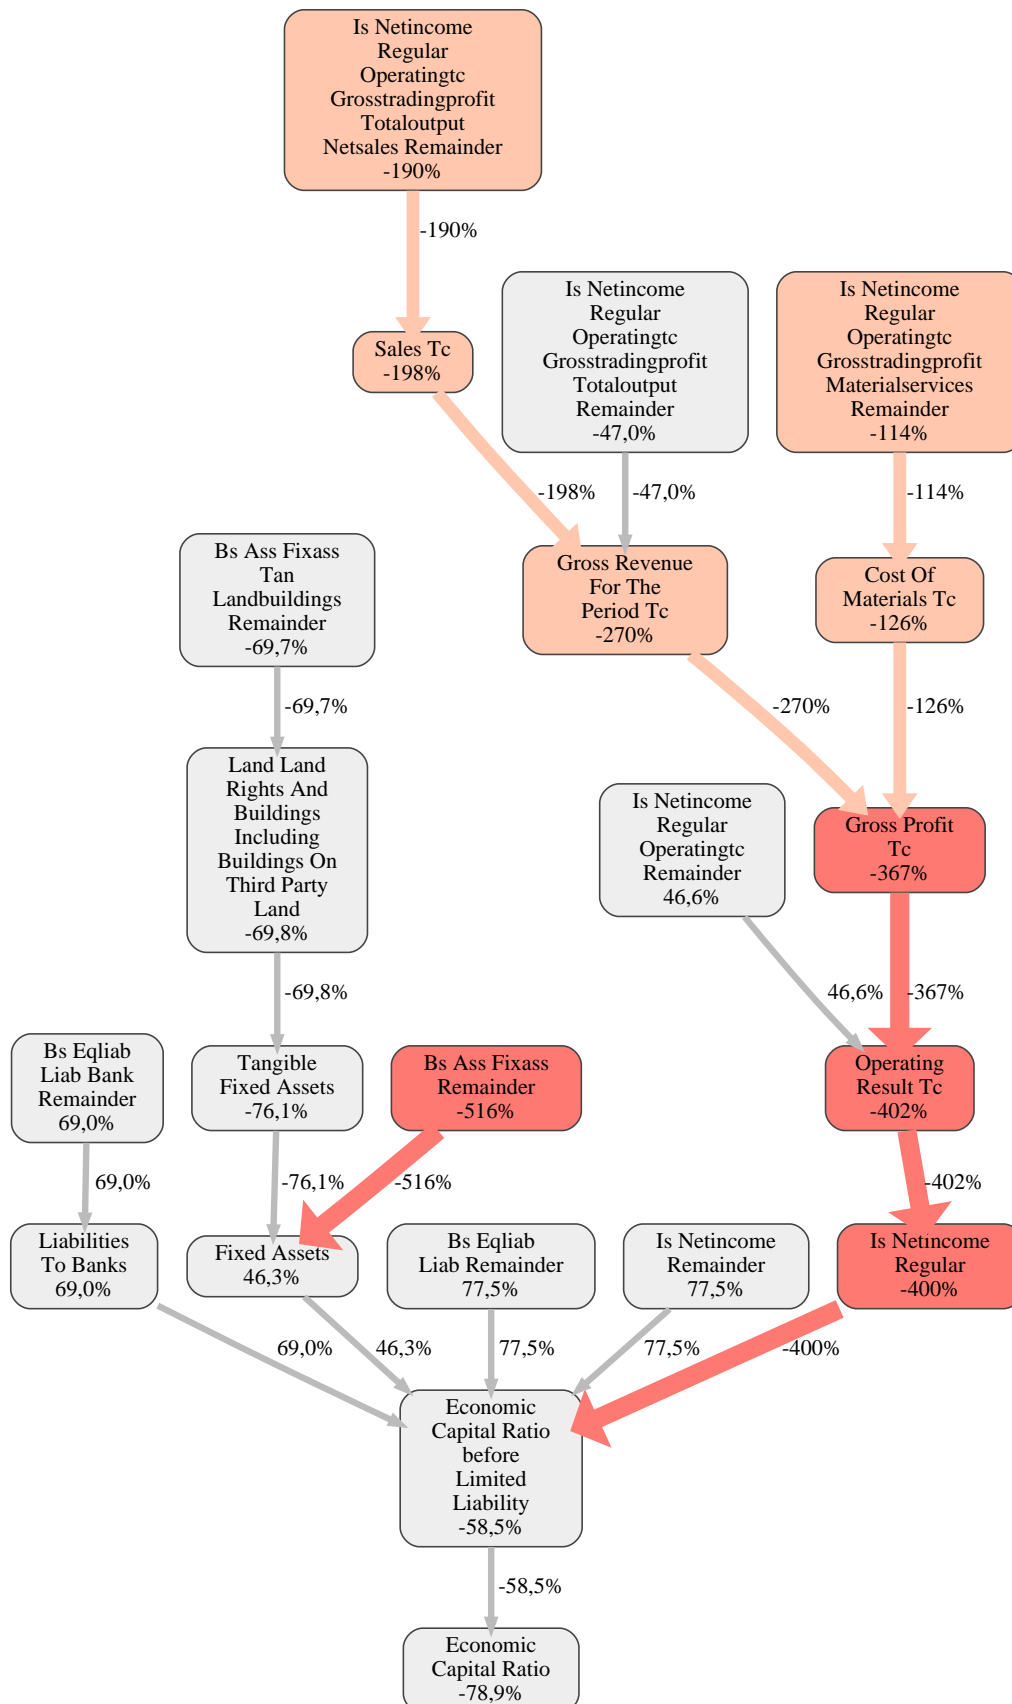 Is Netincome
Regular
Operatingtc
Grosstradingprofit
Totaloutput
Netsales Remainder
-190%
-190%
Sales Tc
-198%
Is Netincome
Regular
Operatingtc
Grosstradingprofit
Totaloutput
Remainder
-47,0%
Is Netincome
Regular
Operatingtc
Grosstradingprofit
Materialservices
Remainder
-114%
-198%
-47,0%
-114%
Bs Ass Fixass
Tan
Landbuildings
Remainder
-69,7%
Gross Revenue
For The
Period Tc
-270%
Cost Of
Materials Tc
-126%
-69,7%
-270%
-126%
Land Land
Rights And
Buildings
Including
Buildings On
Third Party
Land
-69,8%
Is Netincome
Regular
Operatingtc
Remainder
46,6%
Gross Profit
Tc
-367%
-69,8%
46,6%
-367%
Bs Eqliab
Liab Bank
Remainder
69,0%
Tangible
Fixed Assets
-76,1%
Bs Ass Fixass
Remainder
-516%
Operating
Result Tc
-402%
69,0%
-76,1%
-516%
-402%
Liabilities
To Banks
69,0%
Fixed Assets
46,3%
Bs Eqliab
Liab Remainder
77,5%
Is Netincome
Remainder
77,5%
Is Netincome
Regular
-400%
69,0%
46,3%
77,5%
77,5%
-400%
Economic
Capital Ratio
before
Limited
Liability
-58,5%
-58,5%
Economic
Capital Ratio
-78,9%